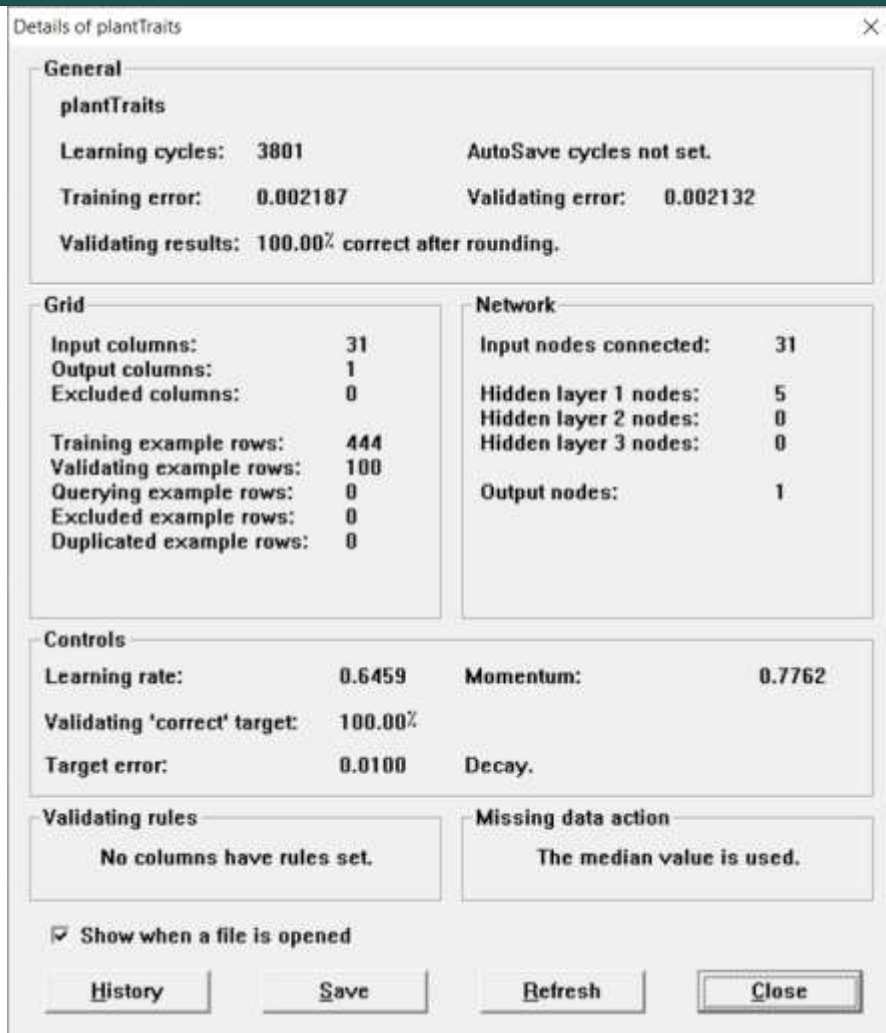 Details of plantTraits
General
plantTraits
Learning cycles: 3801 AutoSave cycles not set.
Training error: 0.002187 Validating error: 0.002132
Validating results: 100.00% correct after rounding.
Grid
Input columns: 31
Output columns: 1
Excluded columns: 0
Training example rows: 444
Validating example rows: 100
Querying example rows: 0
Excluded example rows: 0
Duplicated example rows: 0
Network
Input nodes connected: 31
Hidden layer 1 nodes: 5
Hidden layer 2 nodes: 0
Hidden layer 3 nodes: 0
Output nodes: 1
Controls
Learning rate: 0.6459 Momentum: 0.7762
Validating 'correct' target: 100.00%
Target error: 0.0100 Decay.
Validating rules
No columns have rules set.
Missing data action
The median value is used.
Show when a file is opened
History Save Refresh Close